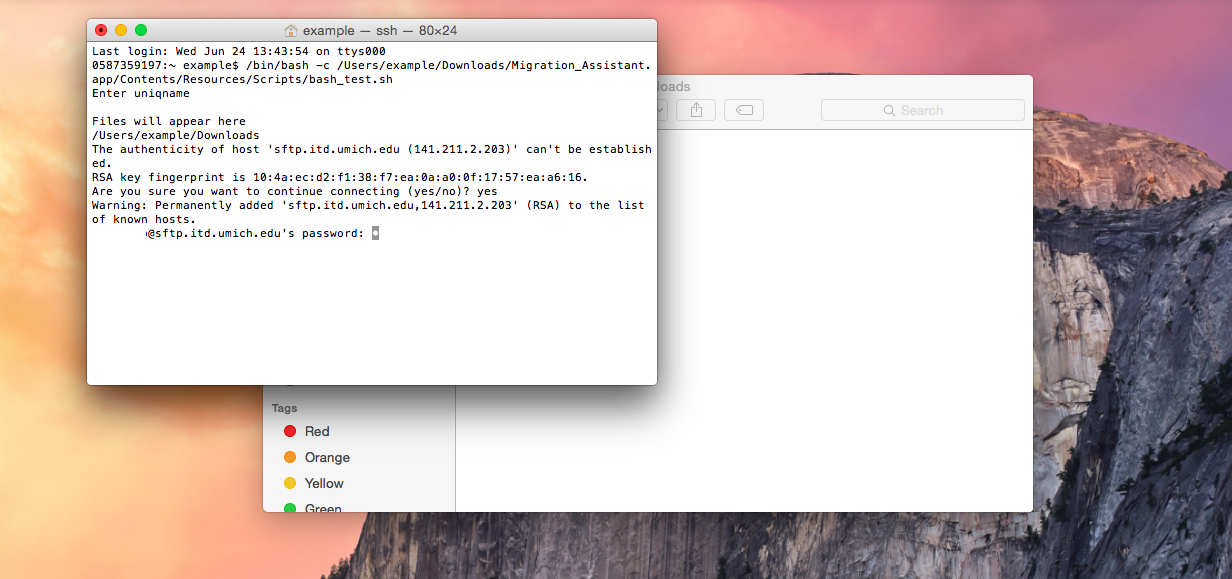 example — ssh — 80×24
Last login: Wed Jun 24 13:43:54 on ttys000
0587359197:~ example$ /bin/bash -c /Users/example/Downloads/Migration_Assistant.
app/Contents/Resources/Scripts/bash_test.sh
Enter uniqname
Files will appear here
/Users/example/Downloads
The authenticity of host 'sftp.itd.umich.edu (141.211.2.203)' can't be establish
ed.
RSA key fingerprint is 10:4a:ec:d2:f1:38:f7:ea:0a:a0:0f:17:57:ea:a6:16.
Are you sure you want to continue connecting (yes/no)? yes
Warning: Permanently added 'sftp.itd.umich.edu,141.211.2.203' (RSA) to the list
of known hosts.
@sftp.itd.umich.edu's password:
loads
Search
Tags
Red
Orange
Yellow
Green